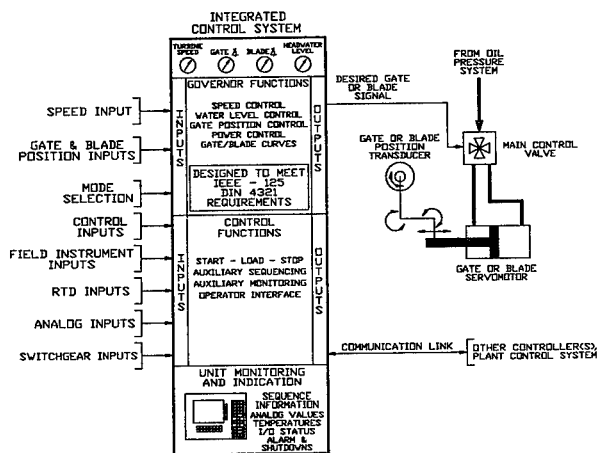 INTEGRATED
CONTROL SYSTEM
TURBINE
SPEED
GATE %
BLADE %
HEADWATER
LEVEL
GOVERNOR FUNCTIONS
INPUTS
OUTPUTS
SPEED CONTROL
WATER LEVEL CONTROL
GATE POSITION CONTROL
POWER CONTROL
GATE/BLADE CURVES
DESIGNED TO MEET
IEEE - 125
DIN 4321
REQUIREMENTS
CONTROL
FUNCTIONS
INPUTS
OUTPUTS
START - LOAD - STOP
AUXILIARY SEQUENCING
AUXILIARY MONITORING
OPERATOR INTERFACE
UNIT MONITORING
AND INDICATION
SEQUENCE
INFORMATION
ANALOG VALUES
TEMPERATURES
I/O STATUS
ALARM &
SHUTDOWNS
SPEED INPUT
GATE & BLADE
POSITION INPUTS
MODE
SELECTION
CONTROL
INPUTS
FIELD INSTRUMENT
INPUTS
RTD INPUTS
ANALOG INPUTS
SWITCHGEAR INPUTS
DESIRED GATE
OR BLADE
SIGNAL
FROM OIL
PRESSURE
SYSTEM
MAIN CONTROL
VALVE
GATE OR BLADE
POSITION
TRANSDUCER
GATE OR BLADE
SERVOMOTOR
COMMUNICATION LINK
OTHER CONTROLLER(S),
PLANT CONTROL SYSTEM